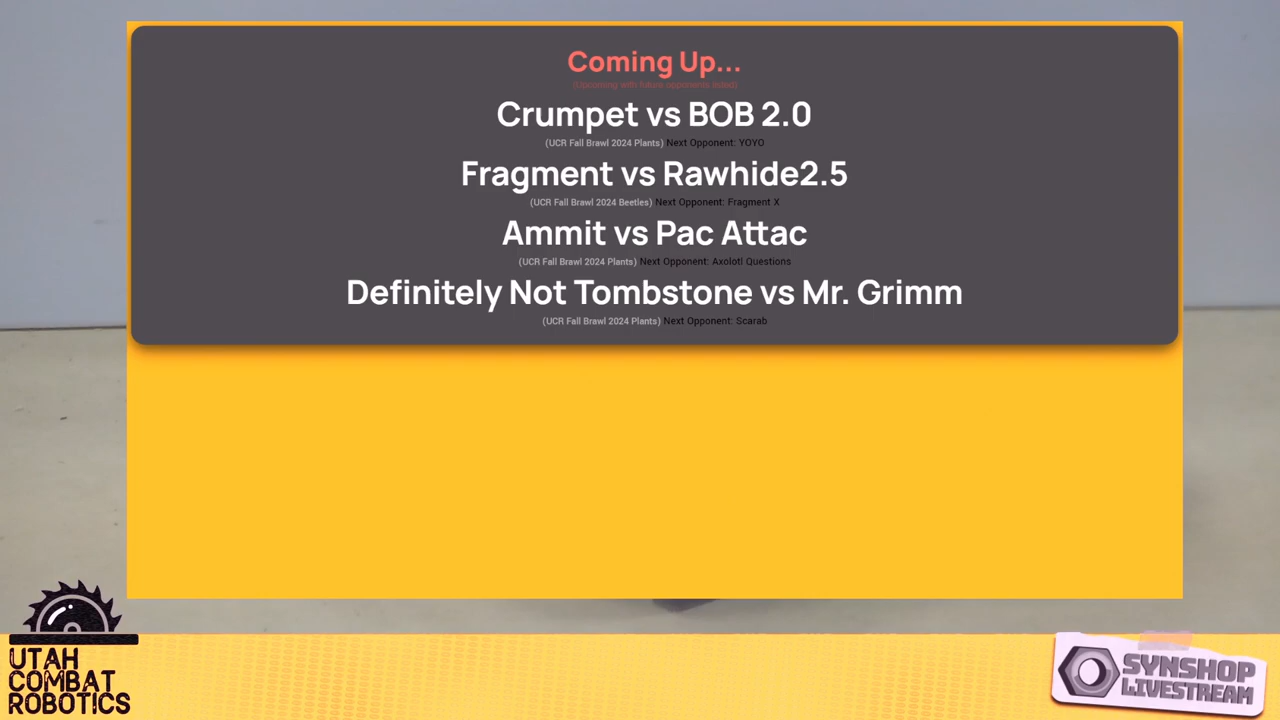 Coming Up...
(Upcoming with future opponents listed)
Crumpet vs BOB 2.0
(UCR Fall Brawl 2024 Plants) Next Opponent: YOYO
Fragment vs Rawhide2.5
(UCR Fall Brawl 2024 Beetles) Next Opponent: Fragment X
Ammit vs Pac Attac
(UCR Fall Brawl 2024 Plants) Next Opponent: Axolotl Questions
Definitely Not Tombstone vs Mr. Grimm
(UCR Fall Brawl 2024 Plants) Next Opponent: Scarab
UTAH
COMBAT
ROBOTICS
SYNSHOP
LIVESTREAM